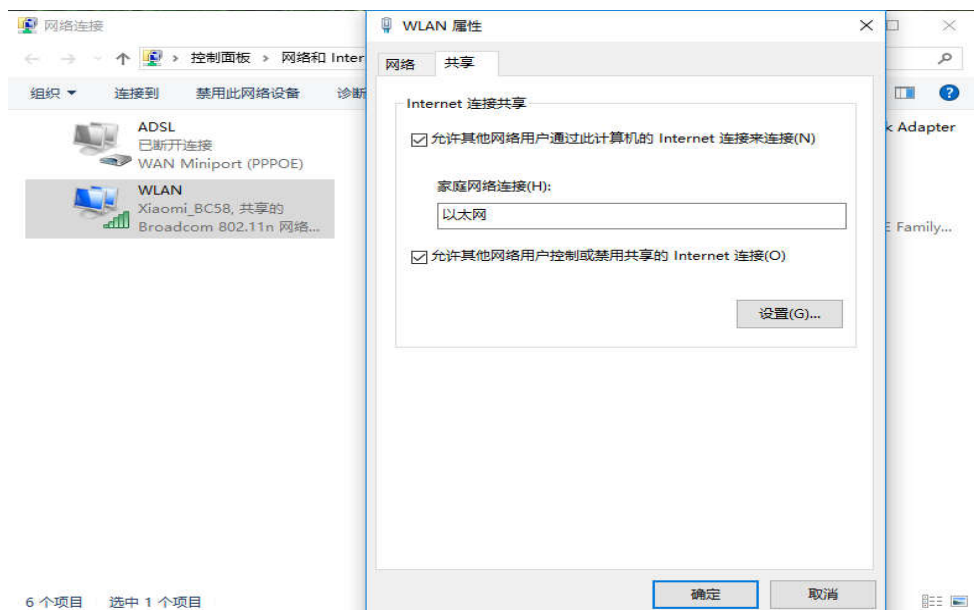 网络连接
控制面板 › 网络和 Inter
组织 连接到 禁用此网络设备 诊断
ADSL
已断开连接
WAN Miniport (PPPOE)
WLAN
Xiaomi_BC58, 共享的
Broadcom 802.11n 网络...
k Adapter
E Family...
WLAN 属性
网络 共享
Internet 连接共享
允许其他网络用户通过此计算机的 Internet 连接来连接(N)
家庭网络连接(H):
以太网
允许其他网络用户控制或禁用共享的 Internet 连接(O)
设置(G)...
确定 取消
6 个项目 选中 1 个项目